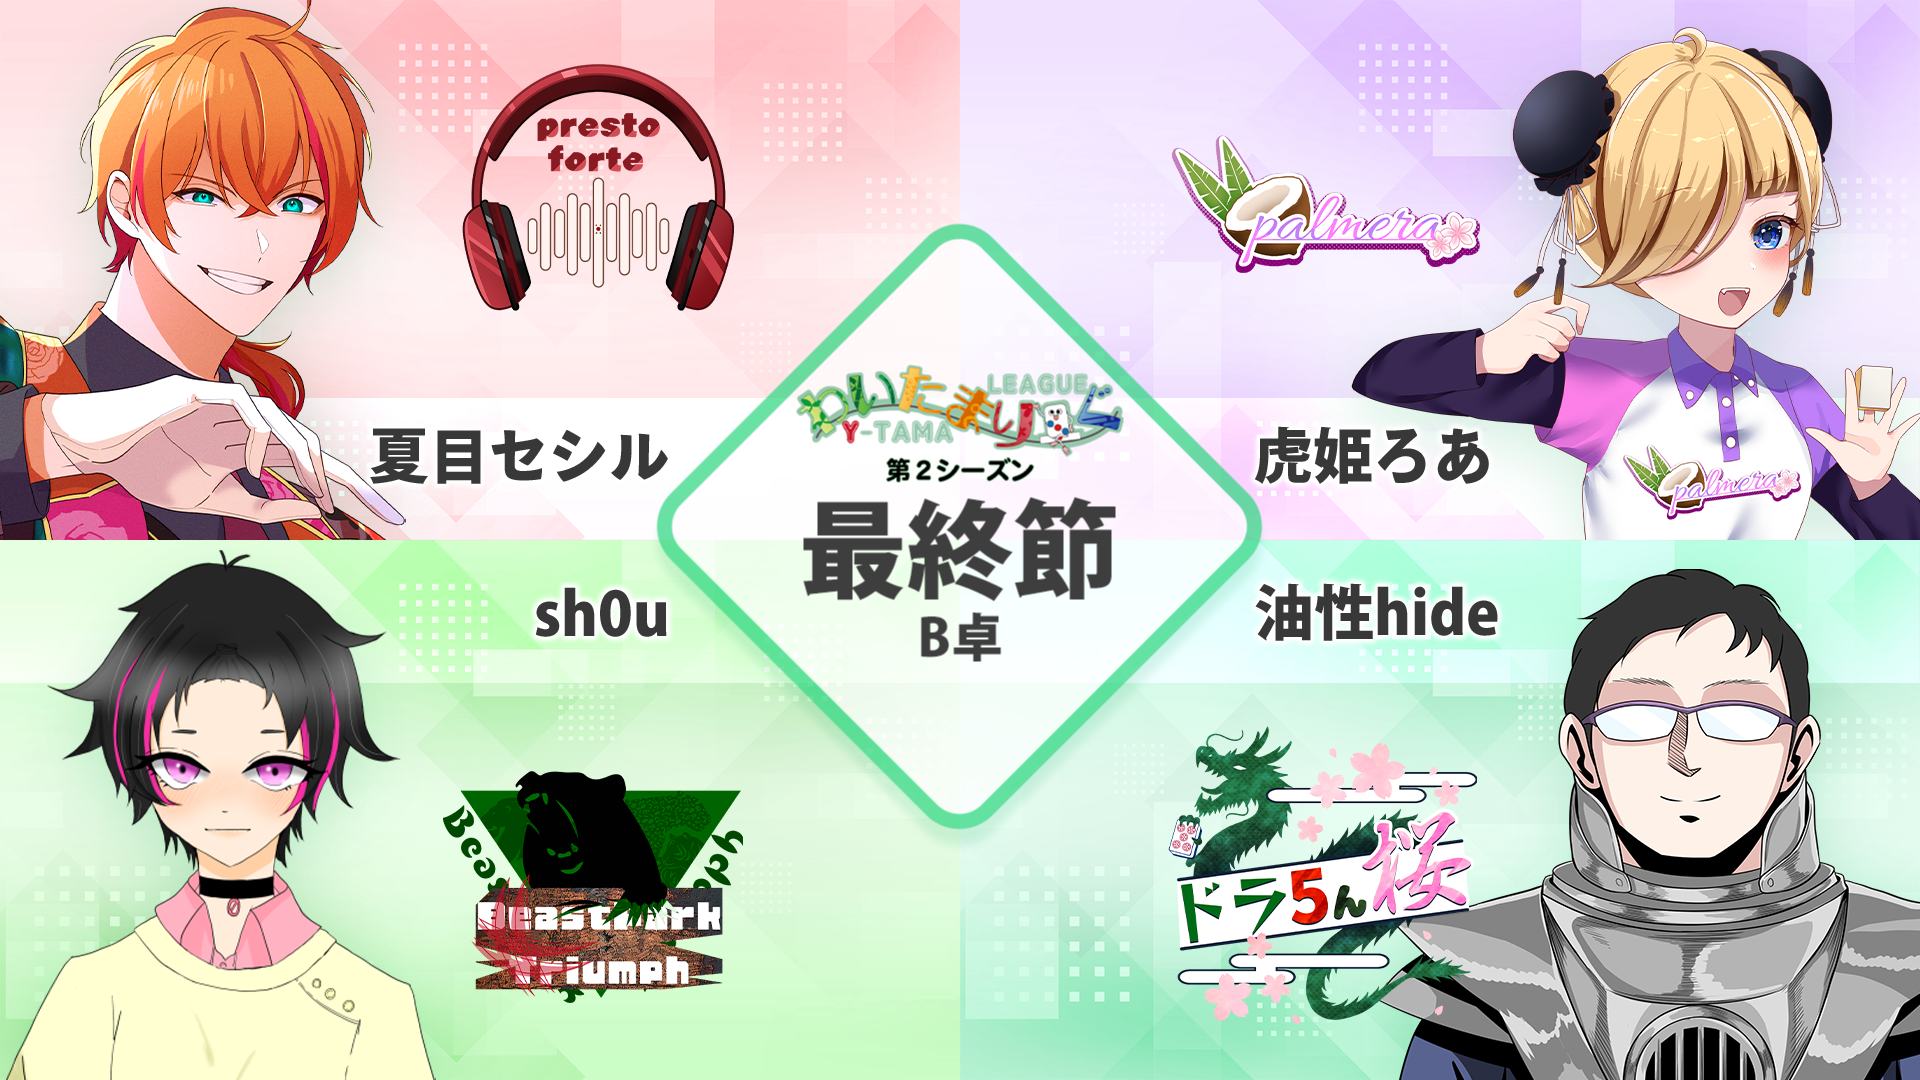 presto
forte
夏目セシル
palmera
虎姫ろあ
palmera
わいたまりーぐ
LEAGUE
Y-TAMA
第2シーズン
最終節
B卓
sh0u
Beastbark
Triumph
油性hide
ドラ5ん桜